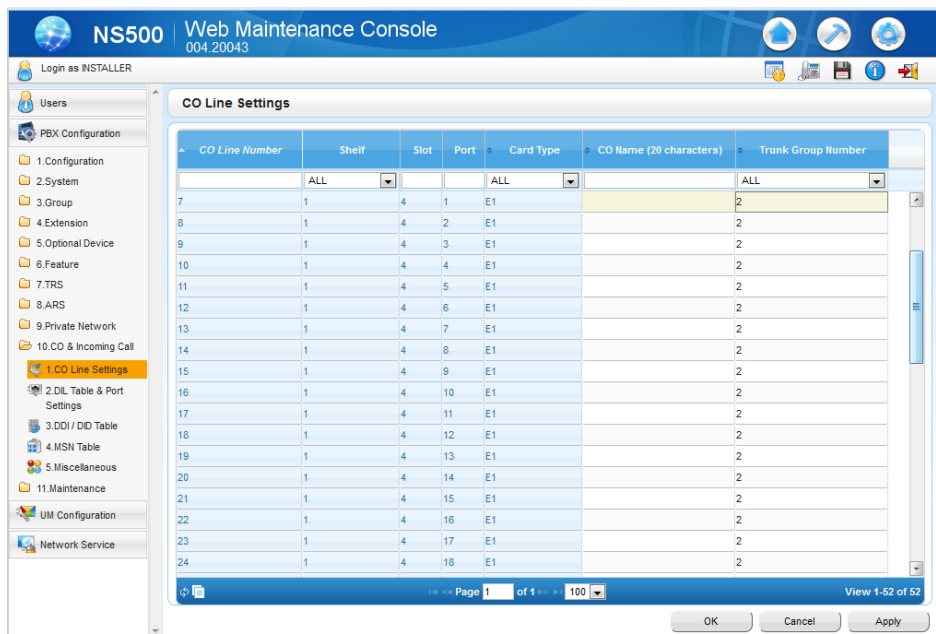 NS500
Web Maintenance Console
004.20043
Login as INSTALLER
Users
PBX Configuration
1.Configuration
2.System
3.Group
4.Extension
5.Optional Device
6.Feature
7.TRS
8.ARS
9.Private Network
10.CO & Incoming Call
1.CO Line Settings
2.DIL Table & Port
Settings
3.DDI / DID Table
4.MSN Table
5.Miscellaneous
11.Maintenance
UM Configuration
Network Service
CO Line Settings
CO Line Number Shelf Slot Port Card Type CO Name (20 characters) Trunk Group Number
ALL ALL ALL
7 1 4 1 E1 2
8 1 4 2 E1 2
9 1 4 3 E1 2
10 1 4 4 E1 2
11 1 4 5 E1 2
12 1 4 6 E1 2
13 1 4 7 E1 2
14 1 4 8 E1 2
15 1 4 9 E1 2
16 1 4 10 E1 2
17 1 4 11 E1 2
18 1 4 12 E1 2
19 1 4 13 E1 2
20 1 4 14 E1 2
21 1 4 15 E1 2
22 1 4 16 E1 2
23 1 4 17 E1 2
24 1 4 18 E1 2
Page 1 of 1 100 View 1-52 of 52
OK Cancel Apply